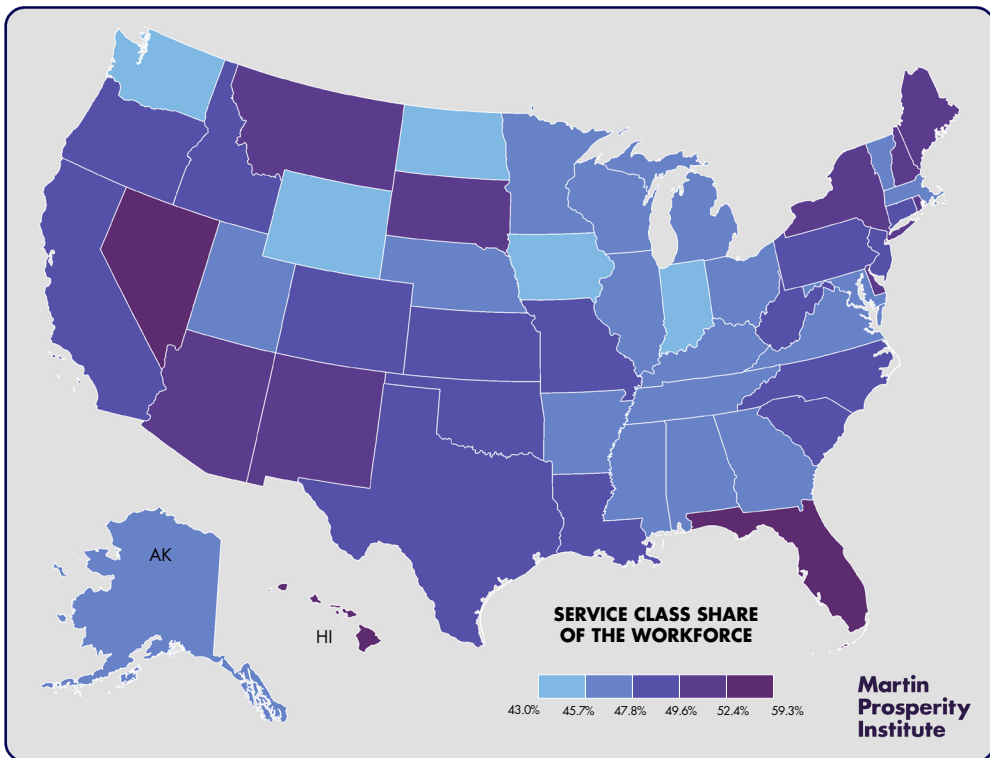 AK
HI
SERVICE CLASS SHARE
OF THE WORKFORCE
43.0% 45.7% 47.8% 49.6% 52.4% 59.3%
Martin
Prosperity
Institute